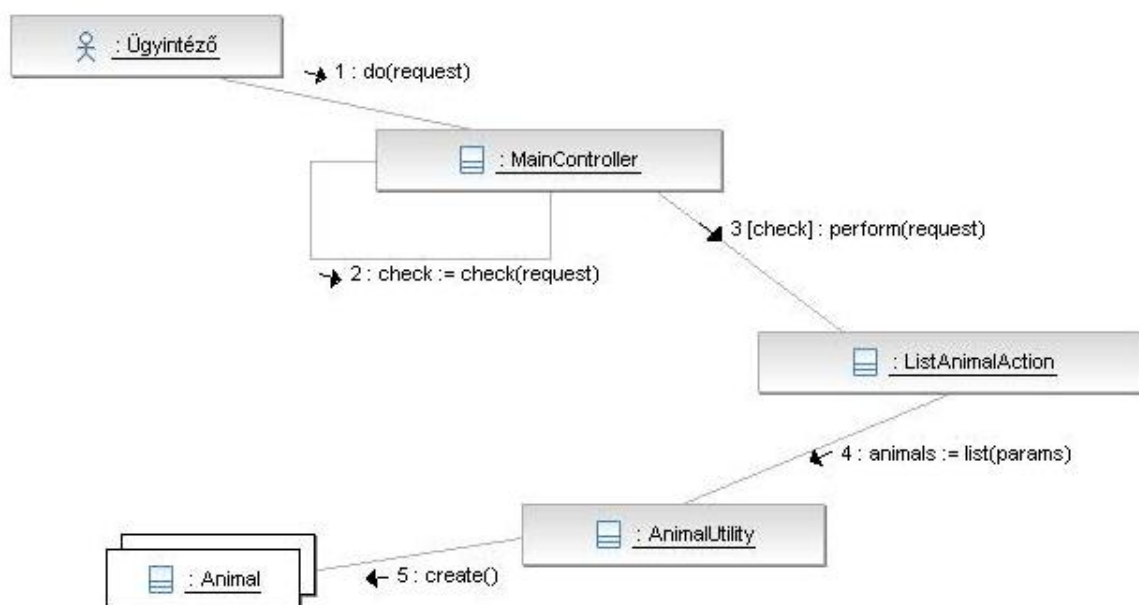 : Ügyintéző
1 : do(request)
: MainController
2 : check := check(request)
3 [check] : perform(request)
: ListAnimalAction
4 : animals := list(params)
: AnimalUtility
5 : create()
: Animal